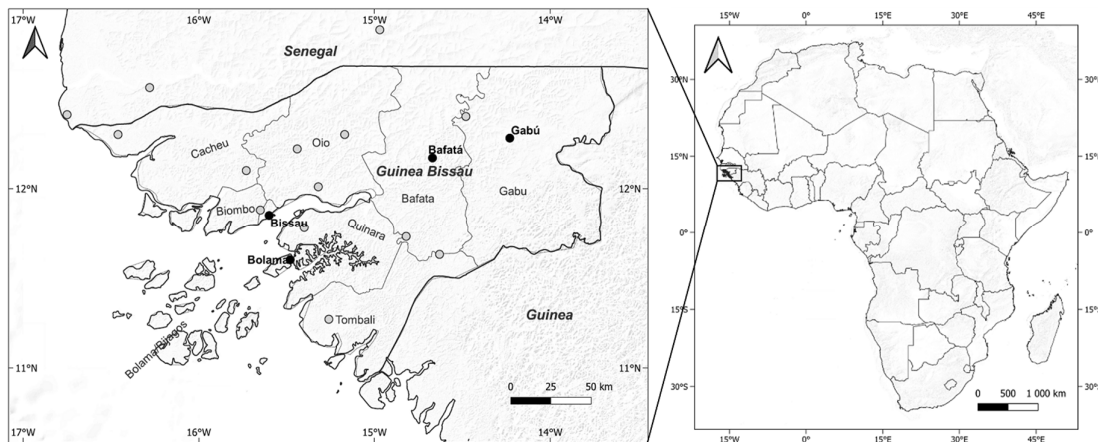 17°W 16°W 15°W 14°W
Senegal
Gabú
Oio
Bafatá
Cacheu
Guinea Bissau
12°N
12°N
Bafata
Gabu
Biombo
Bissau
Quinara
Bolama
Guinea
Tombali
Bolama/Bijagos
11°N
11°N
0 25 50 km
17°W 16°W 15°W 14°W
15°W 0°E 15°E 30°E 45°E
30°N
30°N
15°N
15°N
0°
0°
15°S
15°S
0 500 1 000 km
30°S
30°S
15°W 0°E 15°E 30°E 45°E